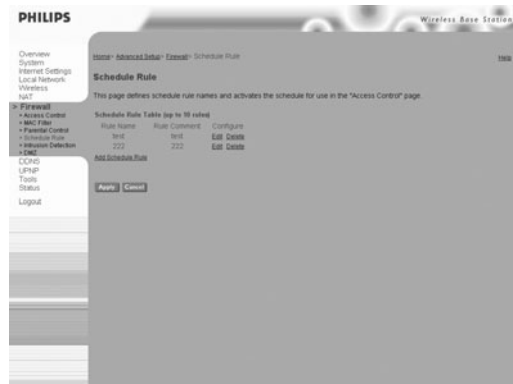 PHILIPS
Wireless Base Station
Overview
System
Internet Settings
Local Network
Wireless
NAT
> Firewall
• Access Control
• MAC Filter
• Parental Control
• Schedule Rule
• Intrusion Detection
• DMZ
DDNS
UPNP
Tools
Status
Logout
Home> Advanced Setup> Firewall> Schedule Rule
Help
Schedule Rule
This page defines schedule rule names and activates the schedule for use in the "Access Control" page.
Schedule Rule Table (up to 10 rules)
Rule Name Rule Comment Configure
test test Edit Delete
222 222 Edit Delete
Add Schedule Rule
Apply Cancel